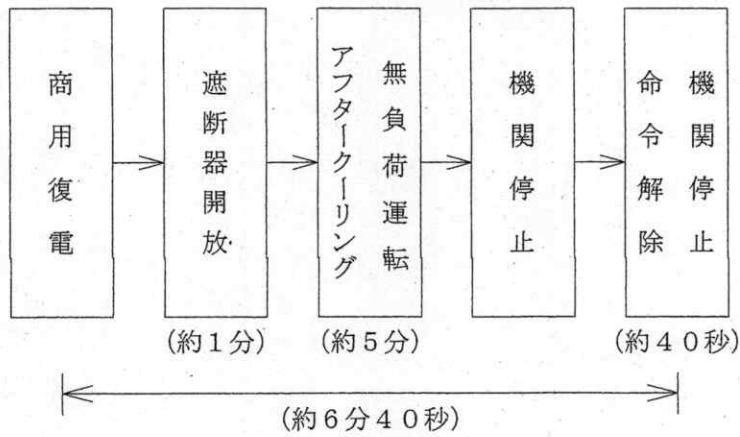 商用復電
遮断器開放
無負荷運転
アフタークーリング
機関停止
機関停止
命令解除
(約1分)
(約5分)
(約40秒)
(約6分40秒)